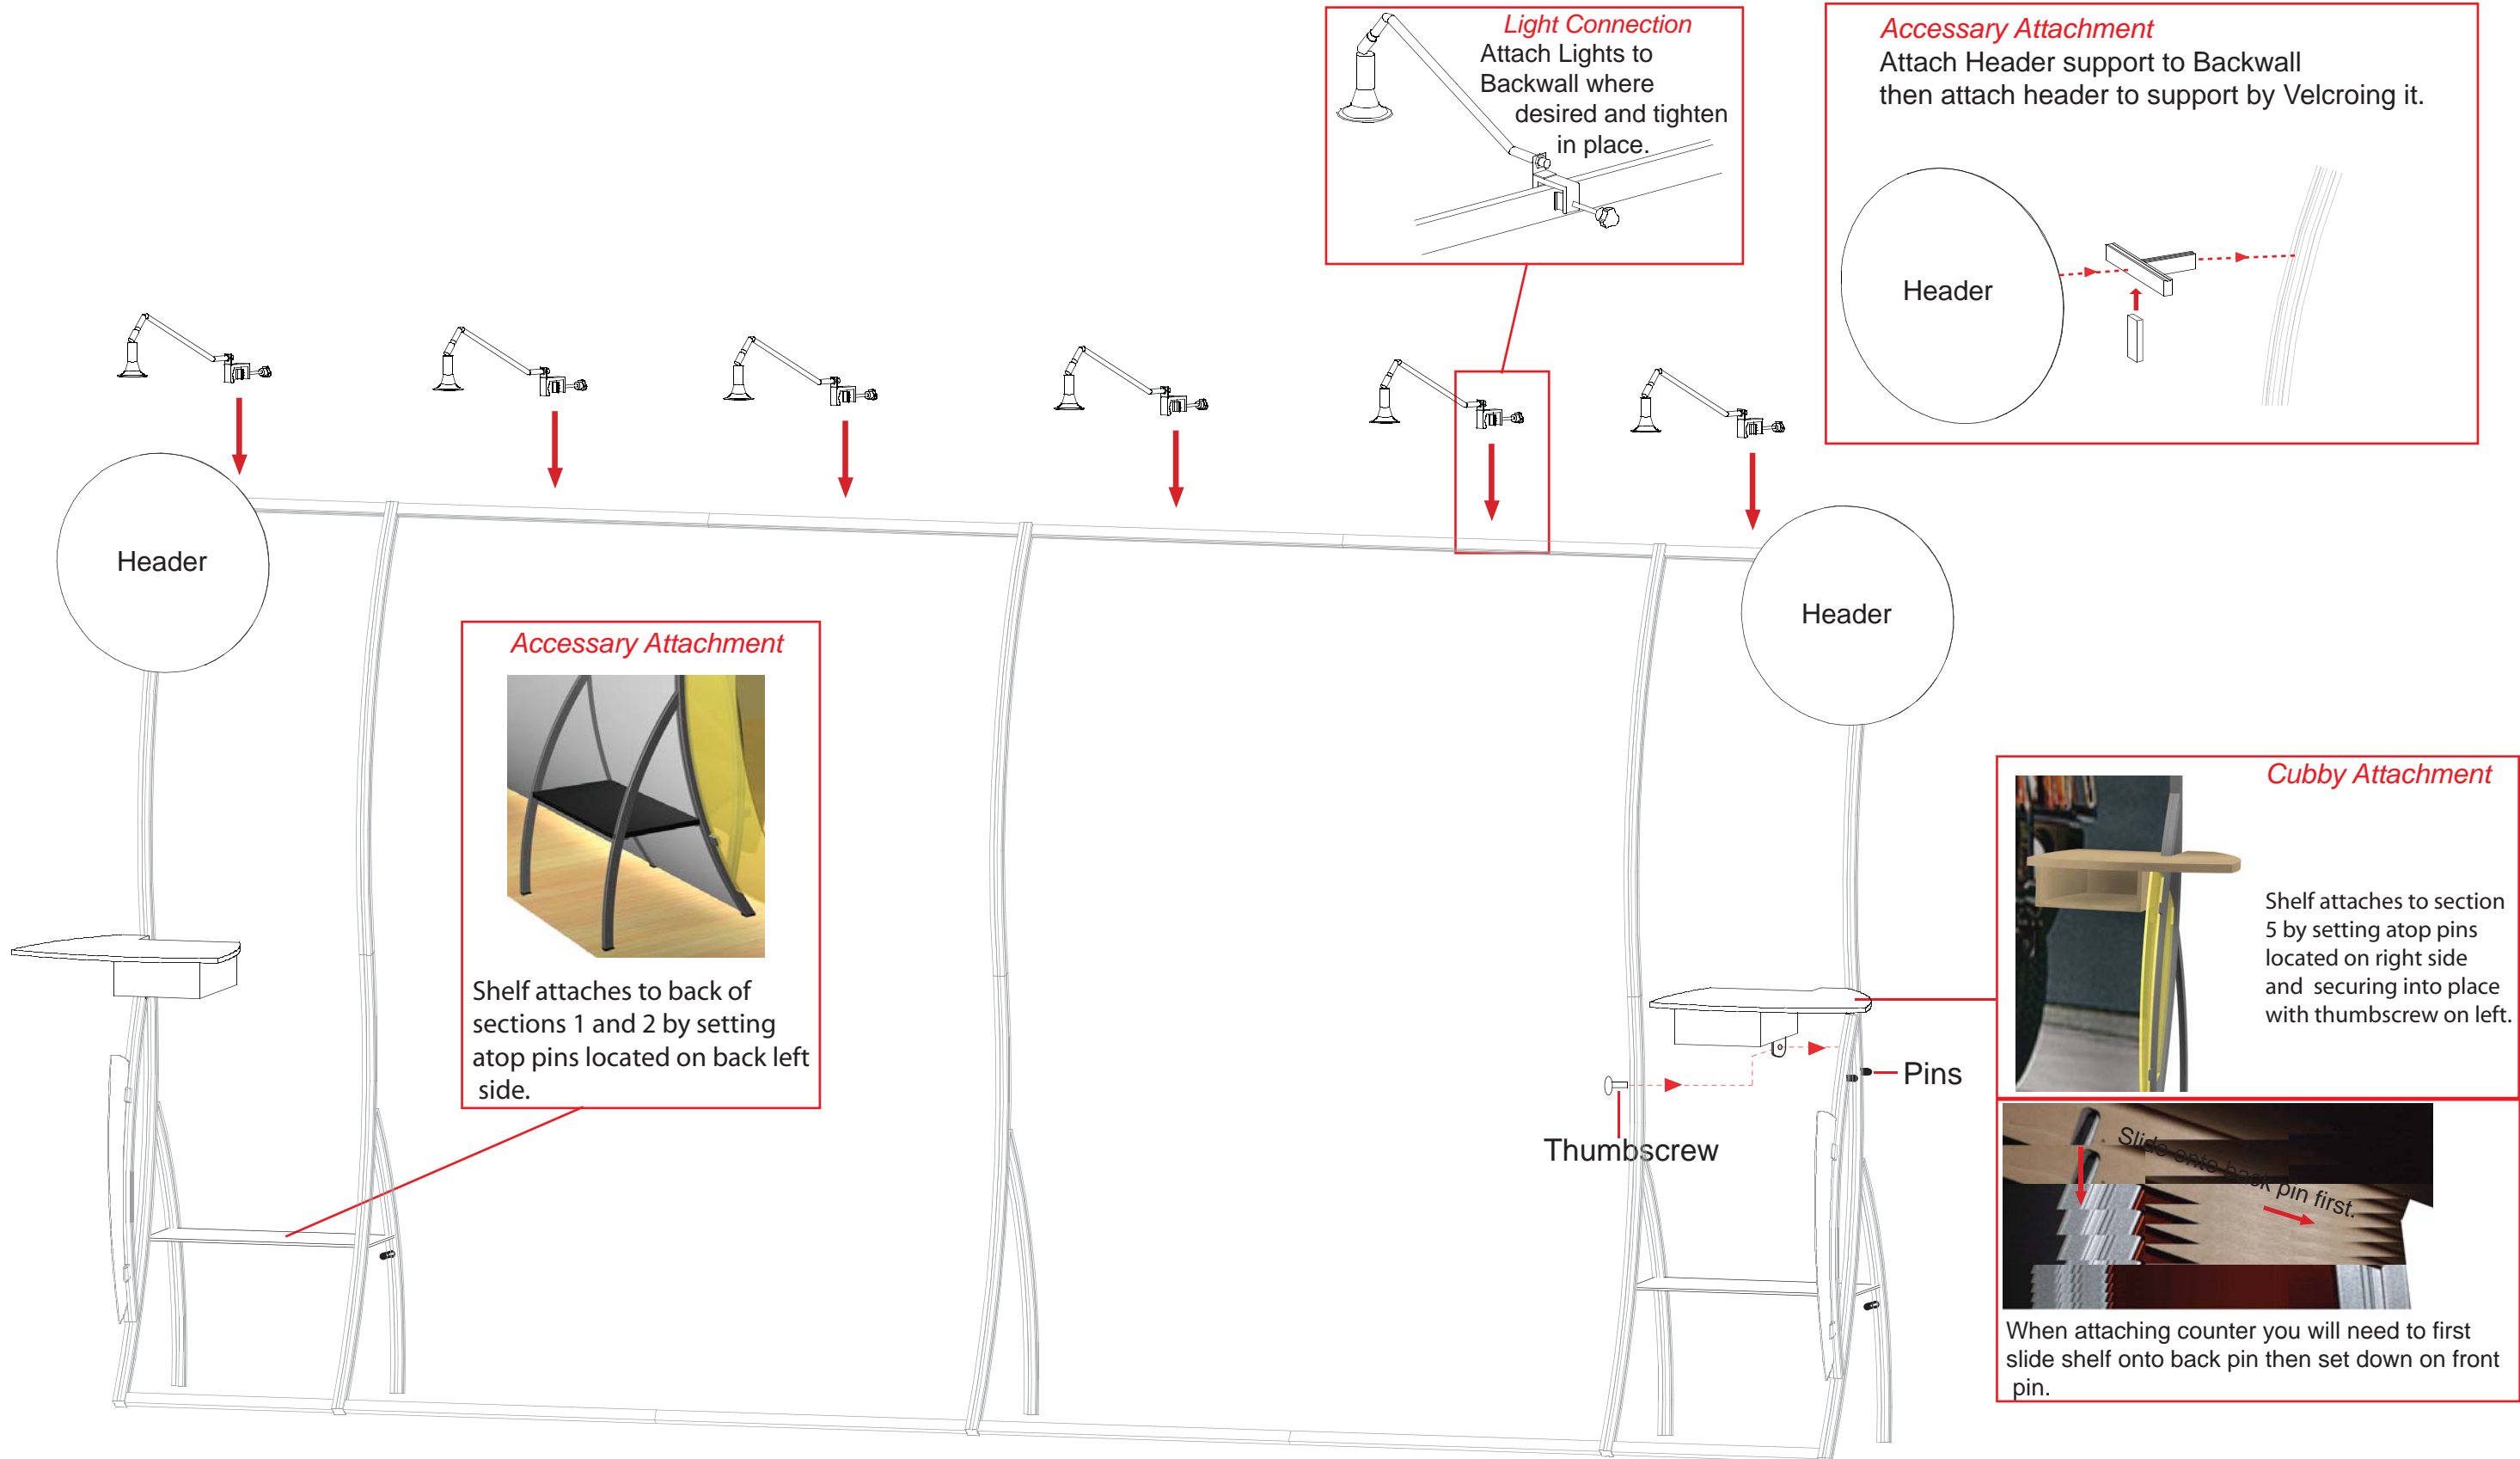 Light Connection
Attach Lights to
Backwall where
desired and tighten
in place.
Accessary Attachment
Attach Header support to Backwall
then attach header to support by Velcroing it.
Header
Header
Header
Accessary Attachment
Shelf attaches to back of
sections 1 and 2 by setting
atop pins located on back left
side.
Cubby Attachment
Shelf attaches to section
5 by setting atop pins
located on right side
and securing into place
with thumbscrew on left.
Pins
Thumbscrew
Slide onto back pin first.
When attaching counter you will need to first
slide shelf onto back pin then set down on front
pin.